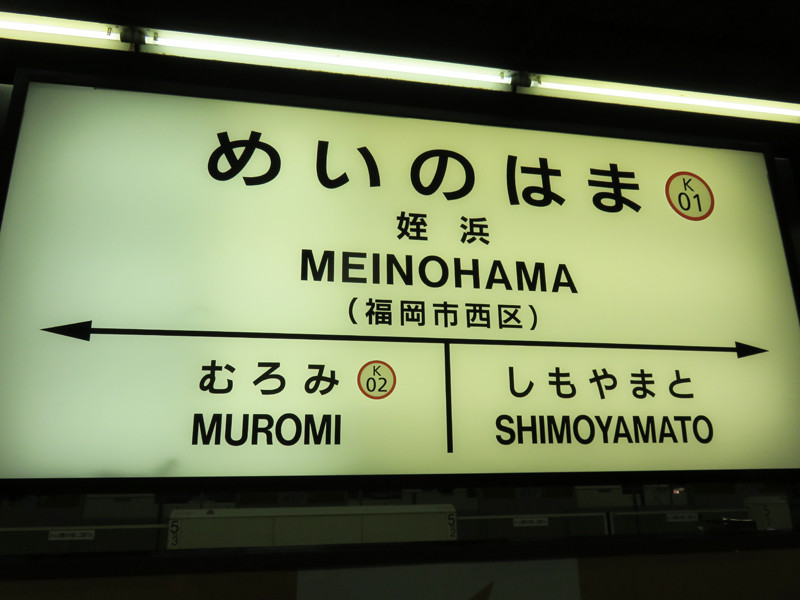 めいのはま K 01
姪浜
MEINOHAMA
(福岡市西区)
むろみ K 02
MUROMI
しもやまと
SHIMOYAMATO